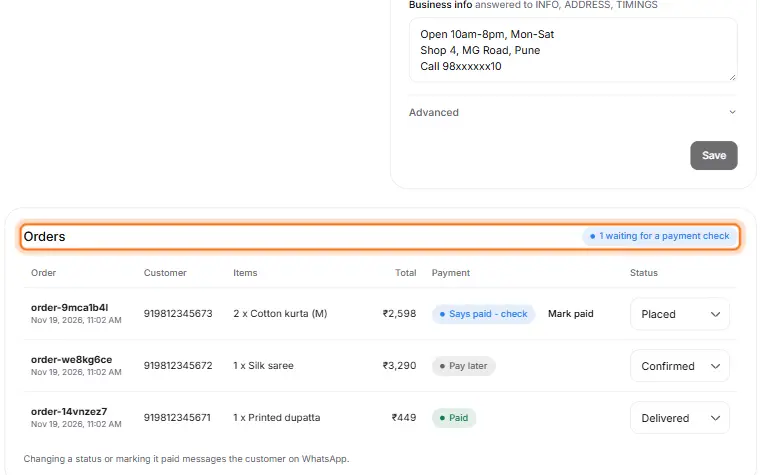 Business info answered to INFO, ADDRESS, TIMINGS
Open 10am-8pm, Mon-Sat
Shop 4, MG Road, Pune
Call 98xxxxxx10
Advanced
Save
Orders
1 waiting for a payment check
Order Customer Items Total Payment Status
order-9mca1b4l 919812345673 2 x Cotton kurta (M) ₹2,598 Says paid - check Mark paid Placed
Nov 19, 2026, 11:02 AM
order-we8kg6ce 919812345672 1 x Silk saree ₹3,290 Pay later Confirmed
Nov 19, 2026, 11:02 AM
order-14vnzez7 919812345671 1 x Printed dupatta ₹449 Paid Delivered
Nov 19, 2026, 11:02 AM
Changing a status or marking it paid messages the customer on WhatsApp.